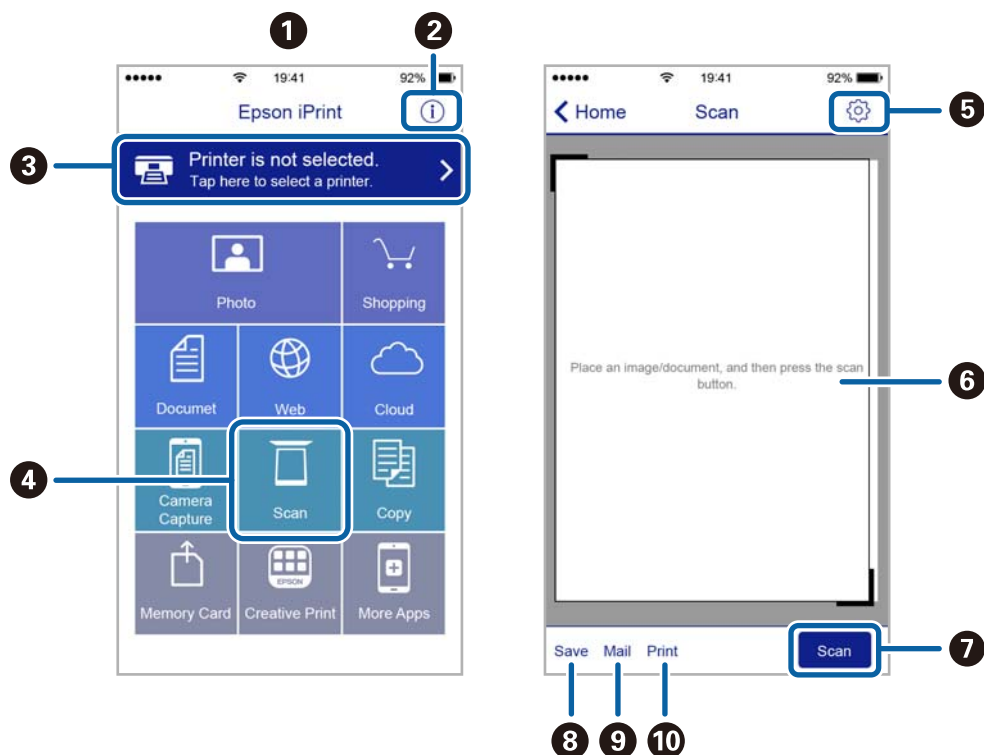 1
2
19:41
92%
Epson iPrint
i
3
Printer is not selected.
Tap here to select a printer.
Photo
Shopping
Documet
Web
Cloud
4
Camera
Capture
Scan
Copy
EPSON
Memory Card
Creative Print
More Apps
19:41
92%
Home
Scan
5
Place an image/document, and then press the scan
button.
6
Save
Mail
Print
Scan
7
8
9
10